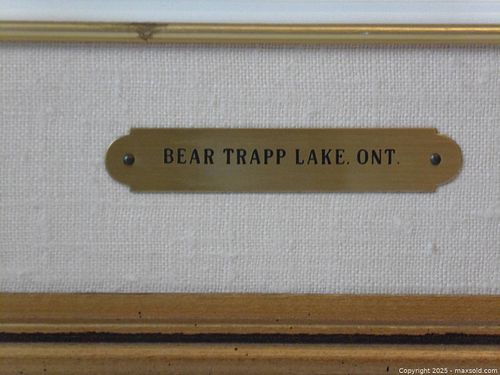 BEAR TRAPP LAKE. ONT.
Copyright 2025 - maxsold.com